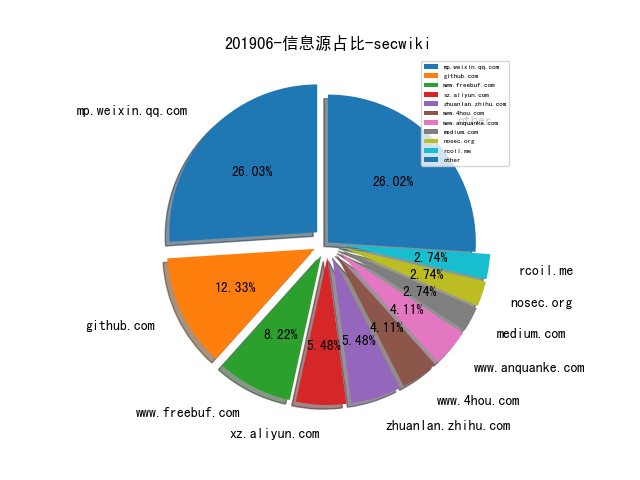 201906-信息源占比-secwiki
mp.weixin.qq.com
github.com
www.freebuf.com
xz.aliyun.com
zhuanlan.zhihu.com
www.4hou.com
www.anquanke.com
medium.com
nosec.org
rcoil.me
other
other
mp.weixin.qq.com
26.03%
26.02%
2.74%
rcoil.me
2.74%
12.33%
2.74%
nosec.org
4.11%
github.com
4.11%
medium.com
8.22%
5.48%
5.48%
www.anquanke.com
www.4hou.com
www.freebuf.com
zhuanlan.zhihu.com
xz.aliyun.com